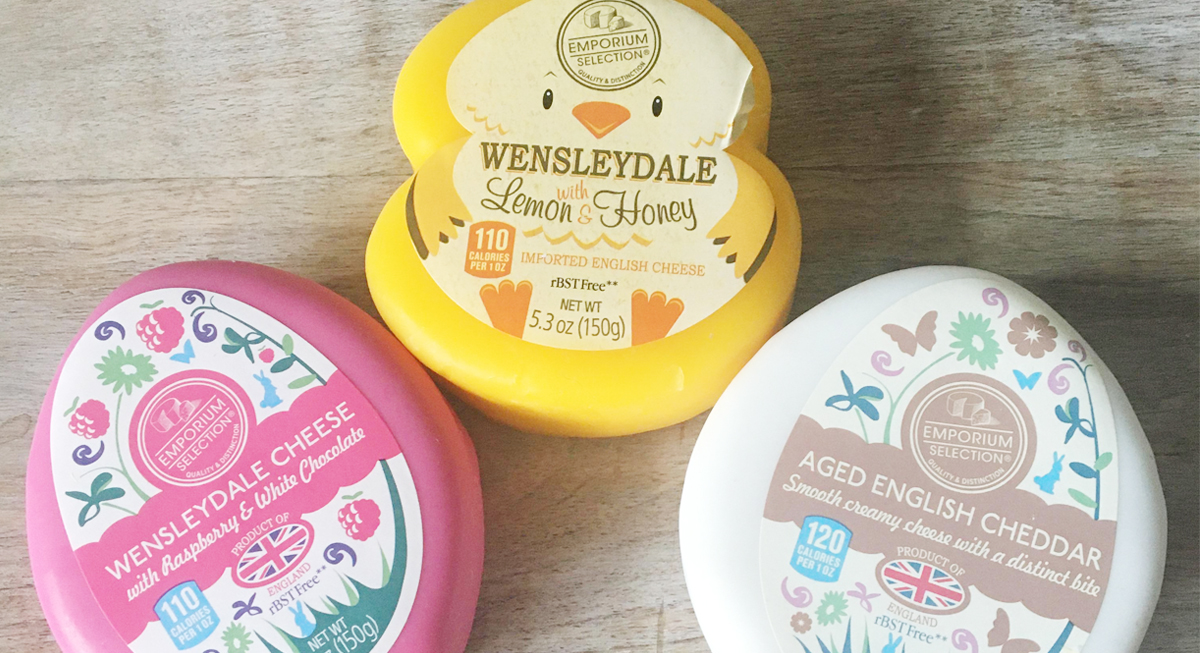 EMPORIUM
SELECTION®
QUALITY & DISTINCTION
WENSLEYDALE
with
Lemon & Honey
110
CALORIES
PER 1 OZ
IMPORTED ENGLISH CHEESE
rBST Free**
NET WT
5.3 oz (150g)
EMPORIUM
SELECTION®
QUALITY & DISTINCTION
WENSLEYDALE CHEESE
with Raspberry & White Chocolate
PRODUCT OF
ENGLAND
rBST Free**
110
CALORIES
PER 1 OZ
NET WT
oz (150g)
EMPORIUM
SELECTION®
QUALITY & DISTINCTION
AGED ENGLISH CHEDDAR
Smooth creamy cheese with a distinct bite
120
CALORIES
PER 1 OZ
PRODUCT OF
ENGLAND
rBST Free**